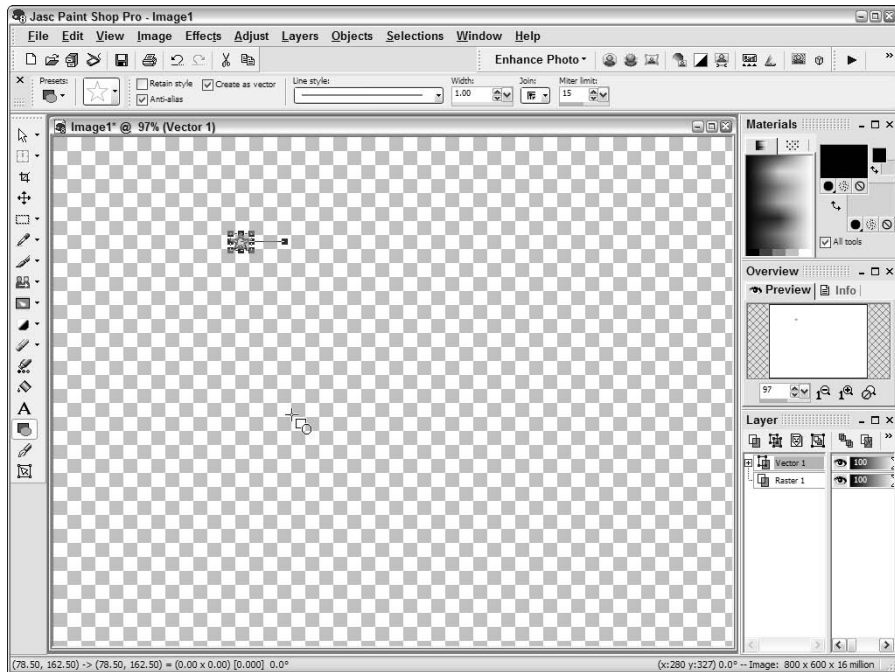 Jasc Paint Shop Pro - Image1
File Edit View Image Effects Adjust Layers Objects Selections Window Help
Enhance Photo
Presets:
Retain style
Create as vector
Anti-alias
Line style:
Width:
1.00
Join:
Miter limit:
15
Image1* @ 97% (Vector 1)
Materials
All tools
Overview
Preview
Info
97
Layer
Vector 1
100
Raster 1
100
(78.50, 162.50) -> (78.50, 162.50) = (0.00 x 0.00) [0.000] 0.0°
(x:280 y:327) 0.0° -- Image: 800 x 600 x 16 million